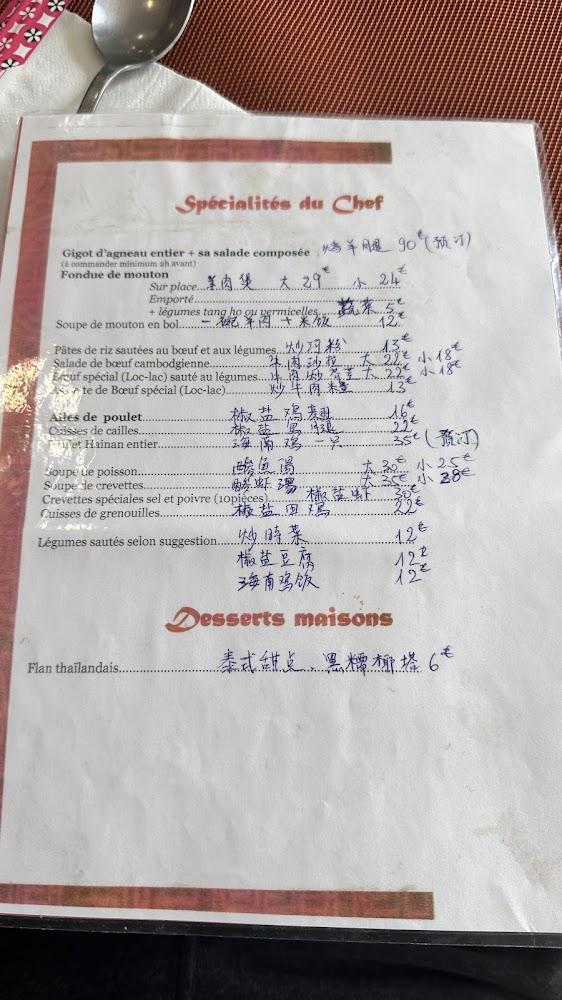 Spécialités du Chef
Gigot d'agneau entier + sa salade composée : 烤羊腿 90€ (预订)
(à commander minimum 2h avant)
Fondue de mouton
Sur place 羊肉煲 大 29€ 小 24€
Emporté
+ légumes tang ho ou vermicelles 蔬菜 5€
Soupe de mouton en bol 一碗羊肉 + 米饭 12€
Pâtes de riz sautées au bœuf et aux légumes 炒河粉 13€
Salade de bœuf cambodgienne 牛肉沙拉 大 22€ 小 18€
Bœuf spécial (Loc-lac) sauté au légumes 牛肉炒 大 22€ 小 18€
de Bœuf spécial (Loc-lac) 炒牛肉粒 13€
Ailes de poulet 椒盐鸡翅 16€
Cuisses de cailles 椒盐 腿 22€
Poulet Hainan entier 海南鸡一只 35€ (预订)
Soupe de poisson 酸鱼汤 大 30€ 小 25€
Soupe de crevettes 酸虾汤 大 35€ 小 28€
Crevettes spéciales sel et poivre (10pièces) 椒盐虾 30€
Cuisses de grenouilles 椒盐田鸡 22€
Légumes sautés selon suggestion 炒時菜 12€
椒盐豆腐 12€
海南鸡饭 12€
Desserts maisons
Flan thaïlandais 泰式甜点、黑糯椰塔 6€